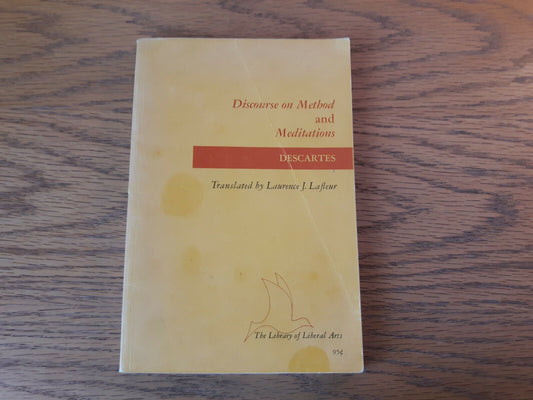 Discourse on Method
and
Meditations
DESCARTES
Translated by Laurence J. Lafleur
The Library of Liberal Arts
95¢